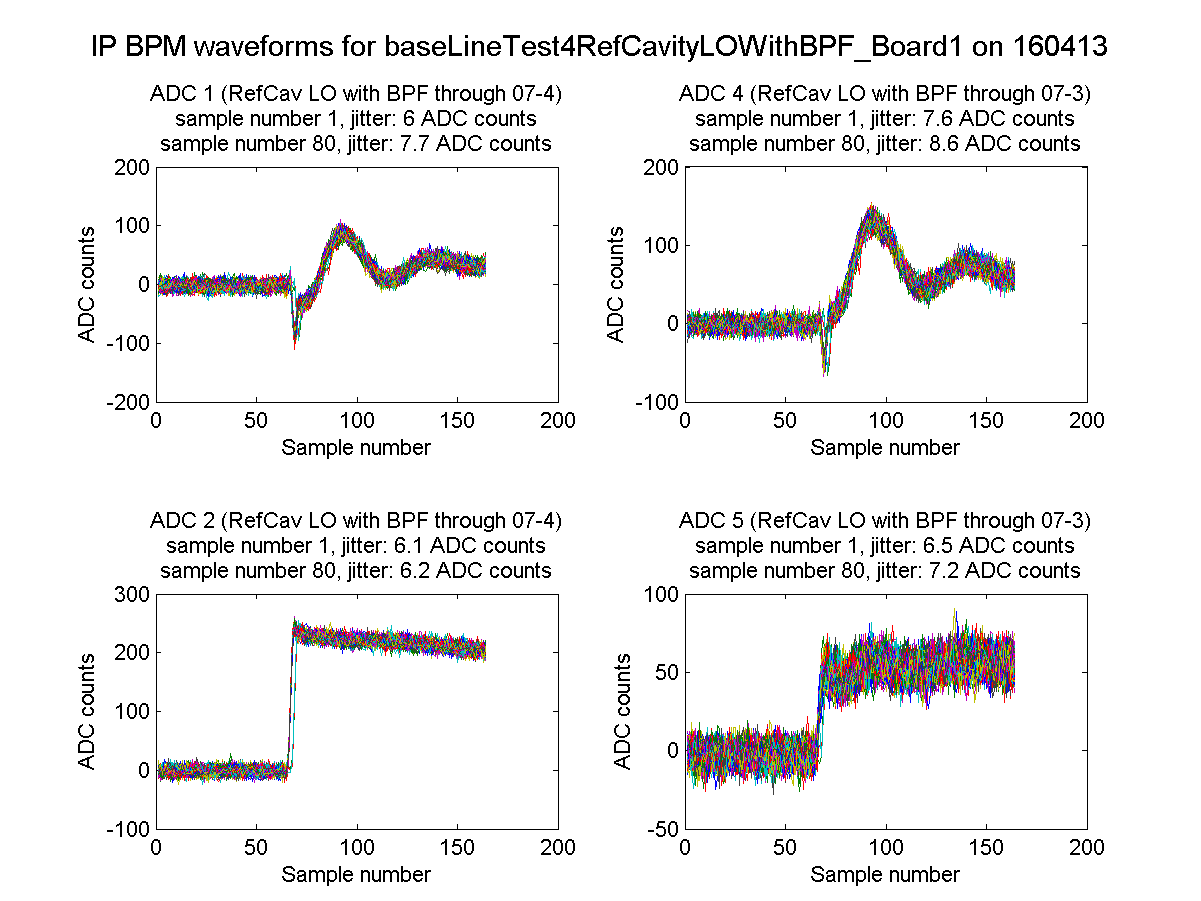 IP BPM waveforms for baseLineTest4RefCavityLOWithBPF_Board1 on 160413
ADC 1 (RefCav LO with BPF through 07-4)
sample number 1, jitter: 6 ADC counts
sample number 80, jitter: 7.7 ADC counts
200
100
0
-100
-200
ADC counts
0 50 100 150 200
Sample number
ADC 4 (RefCav LO with BPF through 07-3)
sample number 1, jitter: 7.6 ADC counts
sample number 80, jitter: 8.6 ADC counts
200
100
0
-100
ADC counts
0 50 100 150 200
Sample number
ADC 2 (RefCav LO with BPF through 07-4)
sample number 1, jitter: 6.1 ADC counts
sample number 80, jitter: 6.2 ADC counts
300
200
100
0
-100
ADC counts
0 50 100 150 200
Sample number
ADC 5 (RefCav LO with BPF through 07-3)
sample number 1, jitter: 6.5 ADC counts
sample number 80, jitter: 7.2 ADC counts
100
50
0
-50
ADC counts
0 50 100 150 200
Sample number